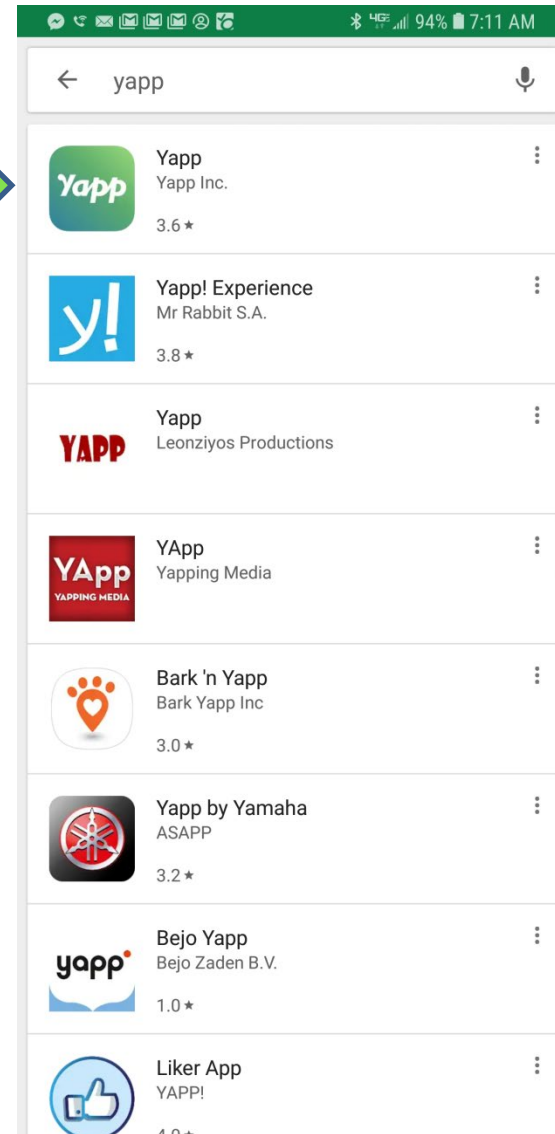 4GE 94% 7:11 AM
yapp
Yapp
Yapp
Yapp Inc.
3.6 ★
y!
Yapp! Experience
Mr Rabbit S.A.
3.8 ★
YAPP
Yapp
Leonziyos Productions
YApp
YAPPING MEDIA
YApp
Yapping Media
Bark 'n Yapp
Bark Yapp Inc
3.0 ★
Yapp by Yamaha
ASAPP
3.2 ★
yapp
Bejo Yapp
Bejo Zaden B.V.
1.0 ★
Liker App
YAPP!